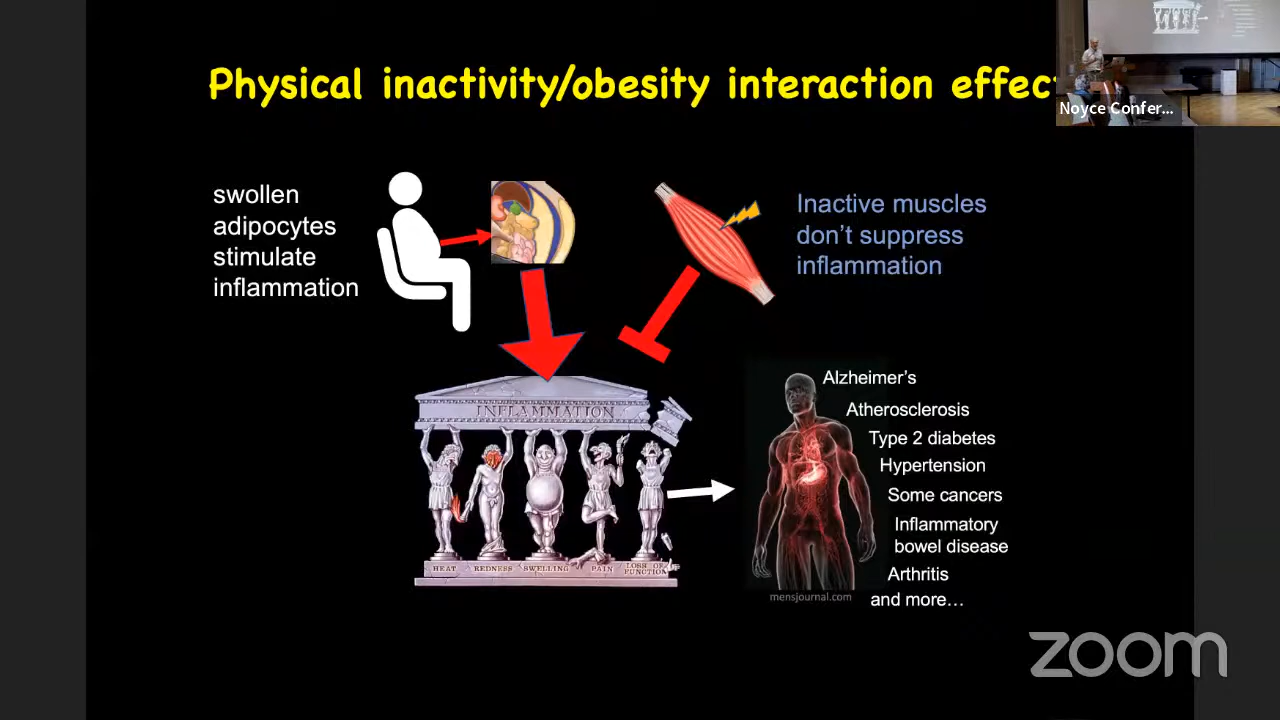 Physical inactivity/obesity interaction effec
Noyce Confer...
swollen
adipocytes
stimulate
inflammation
Inactive muscles
don't suppress
inflammation
INFLAMMATION
HEAT
REDNESS
SWELLING
PAIN
LOSS OF
FUNCTION
Alzheimer's
Atherosclerosis
Type 2 diabetes
Hypertension
Some cancers
Inflammatory
bowel disease
Arthritis
and more…
mensjournal.com
zoom